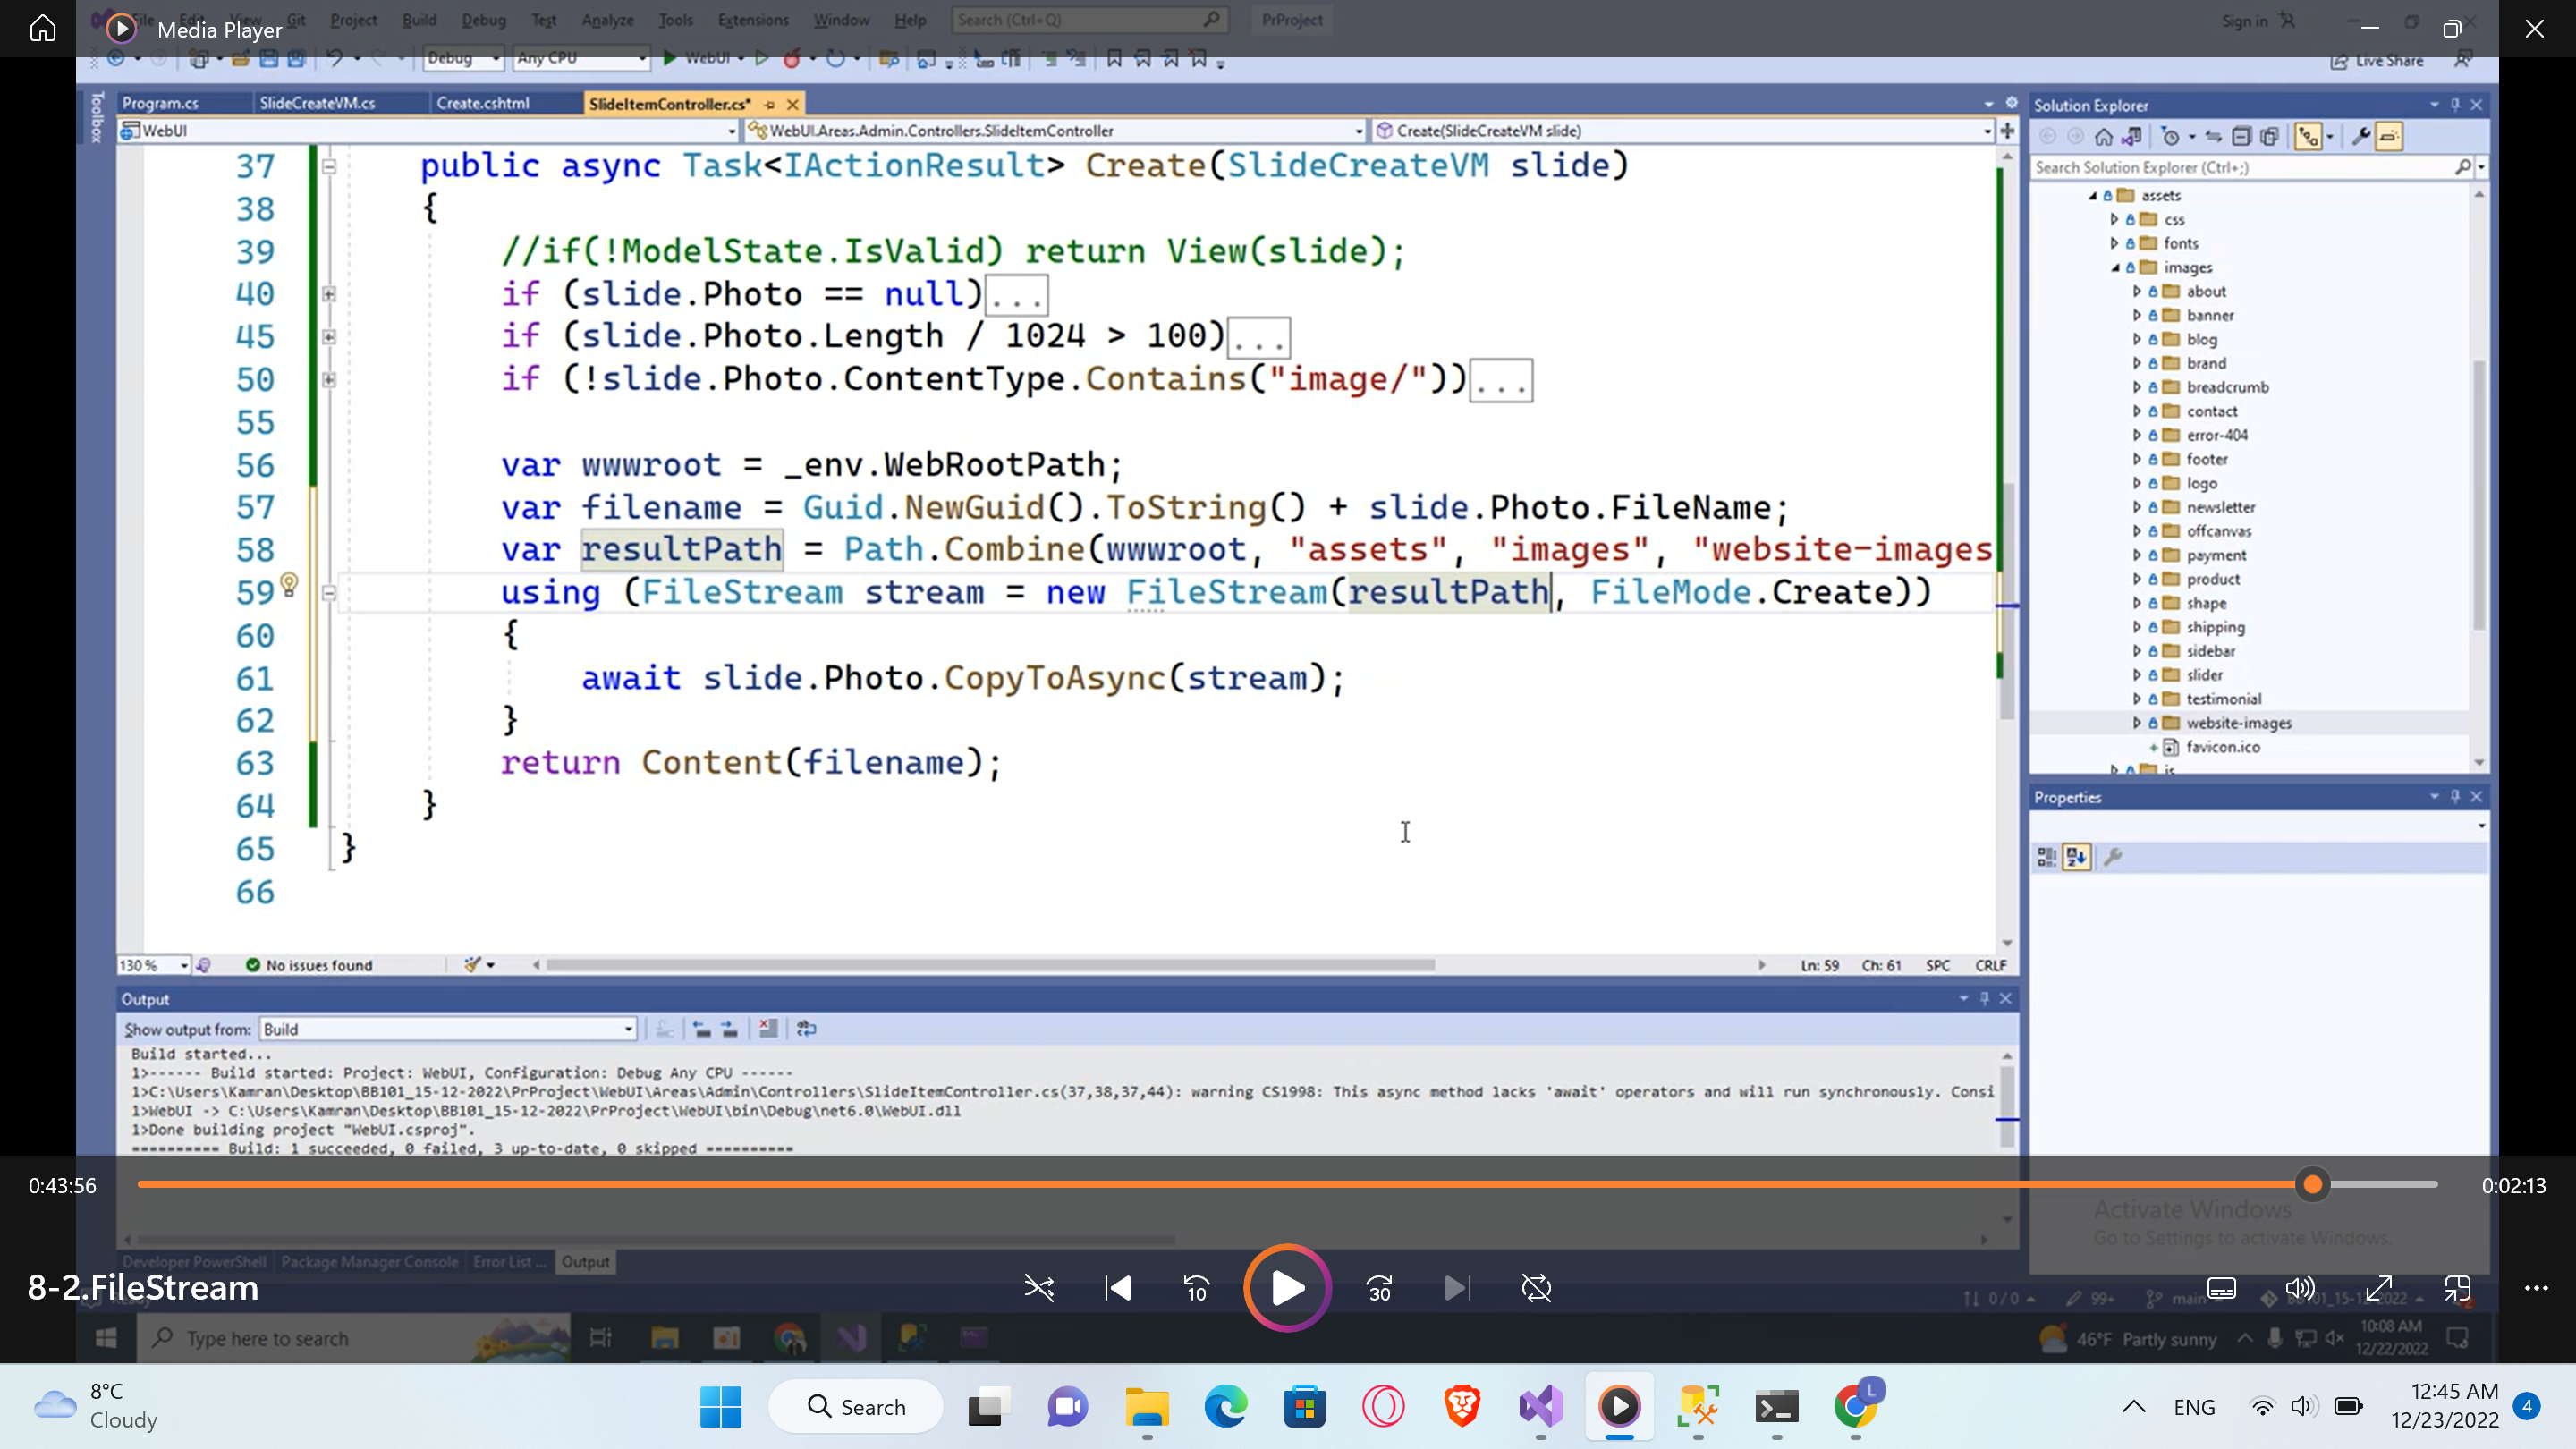 Media Player
File Edit View Git Project Build Debug Test Analyze Tools Extensions Window Help Search (Ctrl+Q) PrProject Sign in
Debug Any CPU WebUI Live Share
Toolbox
Program.cs SlideCreateVM.cs Create.cshtml SlideItemController.cs*
WebUI WebUI.Areas.Admin.Controllers.SlideItemController Create(SlideCreateVM slide)
37 public async Task<IActionResult> Create(SlideCreateVM slide)
38 {
39 //if(!ModelState.IsValid) return View(slide);
40 if (slide.Photo == null)...
45 if (slide.Photo.Length / 1024 > 100)...
50 if (!slide.Photo.ContentType.Contains("image/"))...
55
56 var wwwroot = _env.WebRootPath;
57 var filename = Guid.NewGuid().ToString() + slide.Photo.FileName;
58 var resultPath = Path.Combine(wwwroot, "assets", "images", "website-images
59 using (FileStream stream = new FileStream(resultPath, FileMode.Create))
60 {
61 await slide.Photo.CopyToAsync(stream);
62 }
63 return Content(filename);
64 }
65 }
66
130 % No issues found Ln: 59 Ch: 61 SPC CRLF
Solution Explorer
Search Solution Explorer (Ctrl+;)
assets
css
fonts
images
about
banner
blog
brand
breadcrumb
contact
error-404
footer
logo
newsletter
offcanvas
payment
product
shape
shipping
sidebar
slider
testimonial
website-images
favicon.ico
js
Properties
Output
Show output from: Build
Build started...
1>------ Build started: Project: WebUI, Configuration: Debug Any CPU ------
1>C:\Users\Kamran\Desktop\BB101_15-12-2022\PrProject\WebUI\Areas\Admin\Controllers\SlideItemController.cs(37,38,37,44): warning CS1998: This async method lacks 'await' operators and will run synchronously. Consi
1>WebUI -> C:\Users\Kamran\Desktop\BB101_15-12-2022\PrProject\WebUI\bin\Debug\net6.0\WebUI.dll
1>Done building project "WebUI.csproj".
========== Build: 1 succeeded, 0 failed, 3 up-to-date, 0 skipped ==========
0:43:56 0:02:13
Activate Windows
Go to Settings to activate Windows.
Developer PowerShell Package Manager Console Error List ... Output
8-2.FileStream
10 30
0 / 0 99+ main BB101_15-12-2022
Type here to search 46°F Partly sunny 10:08 AM
12/22/2022
8°C
Cloudy
Search
L
ENG
12:45 AM
12/23/2022
4